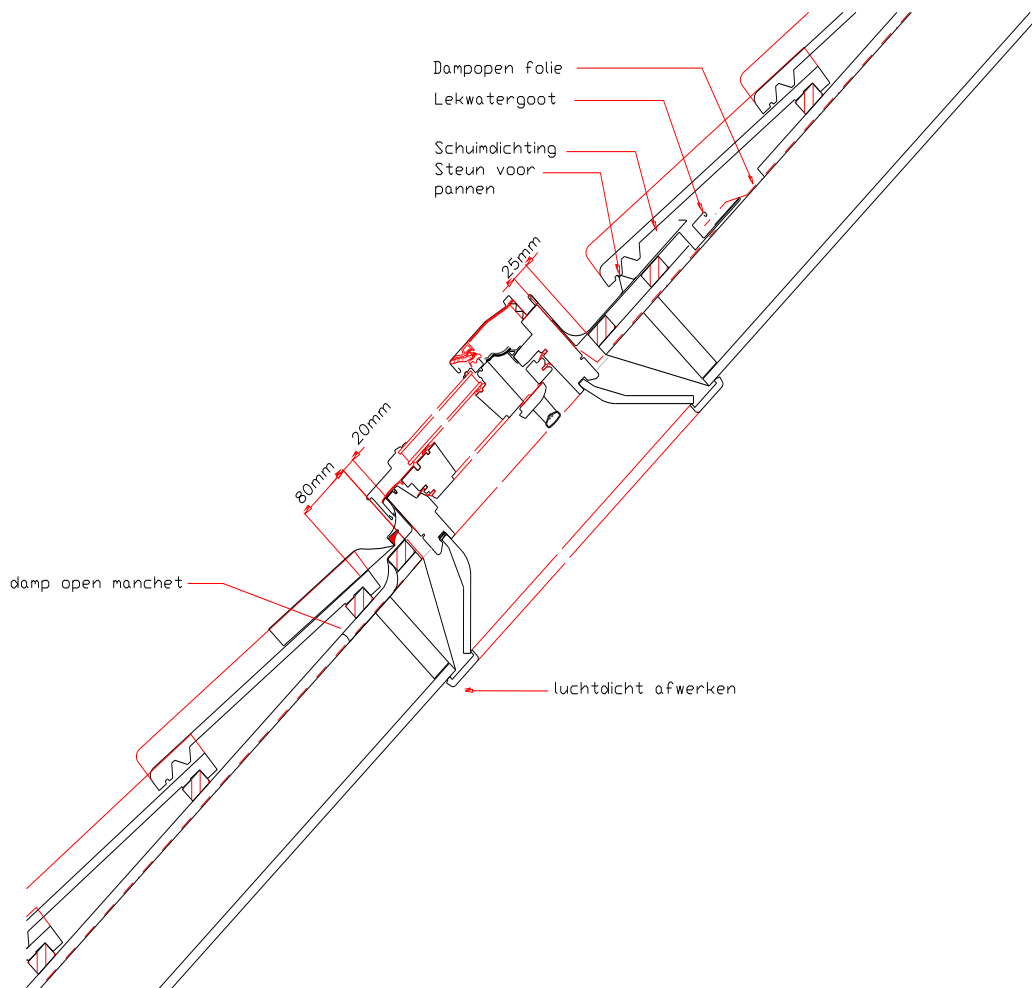 Dampopen folie
Lekwatergoot
Schuimdichting
Steun voor
pannen
25mm
20mm
80mm
damp open manchet
luchtdicht afwerken